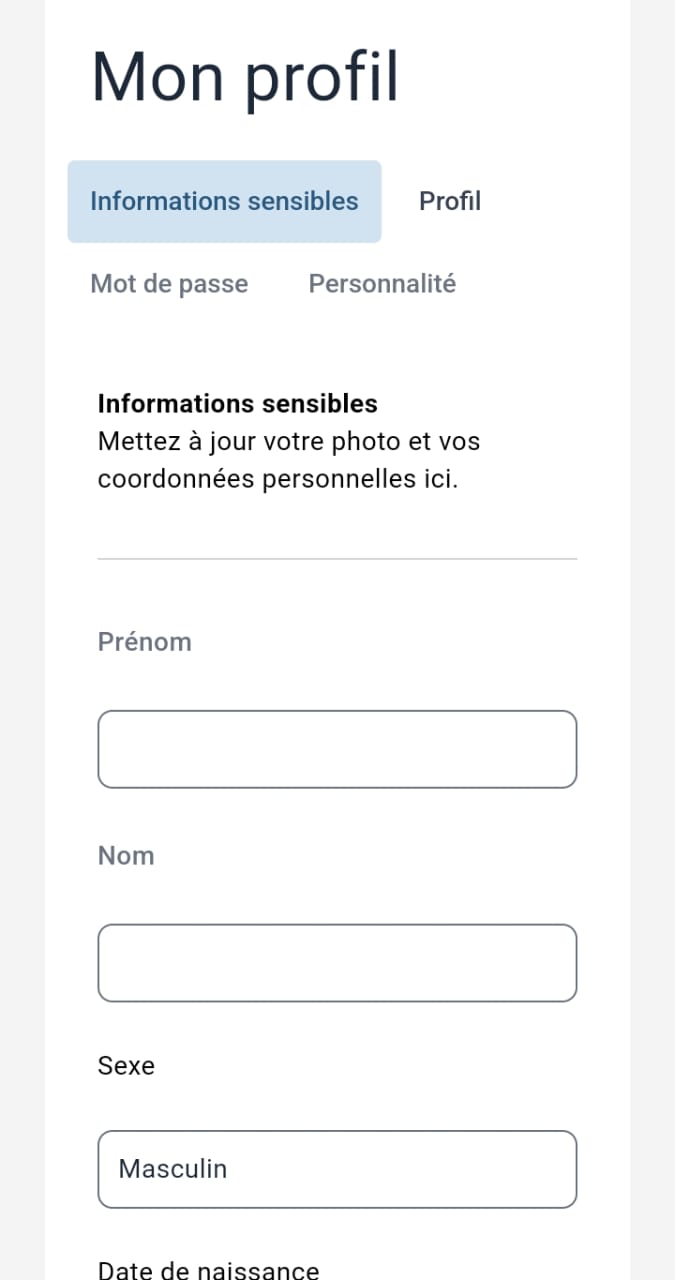 Mon profil
Informations sensibles
Profil
Mot de passe
Personnalité
Informations sensibles
Mettez à jour votre photo et vos
coordonnées personnelles ici.
Prénom
Nom
Sexe
Masculin
Date de naissance